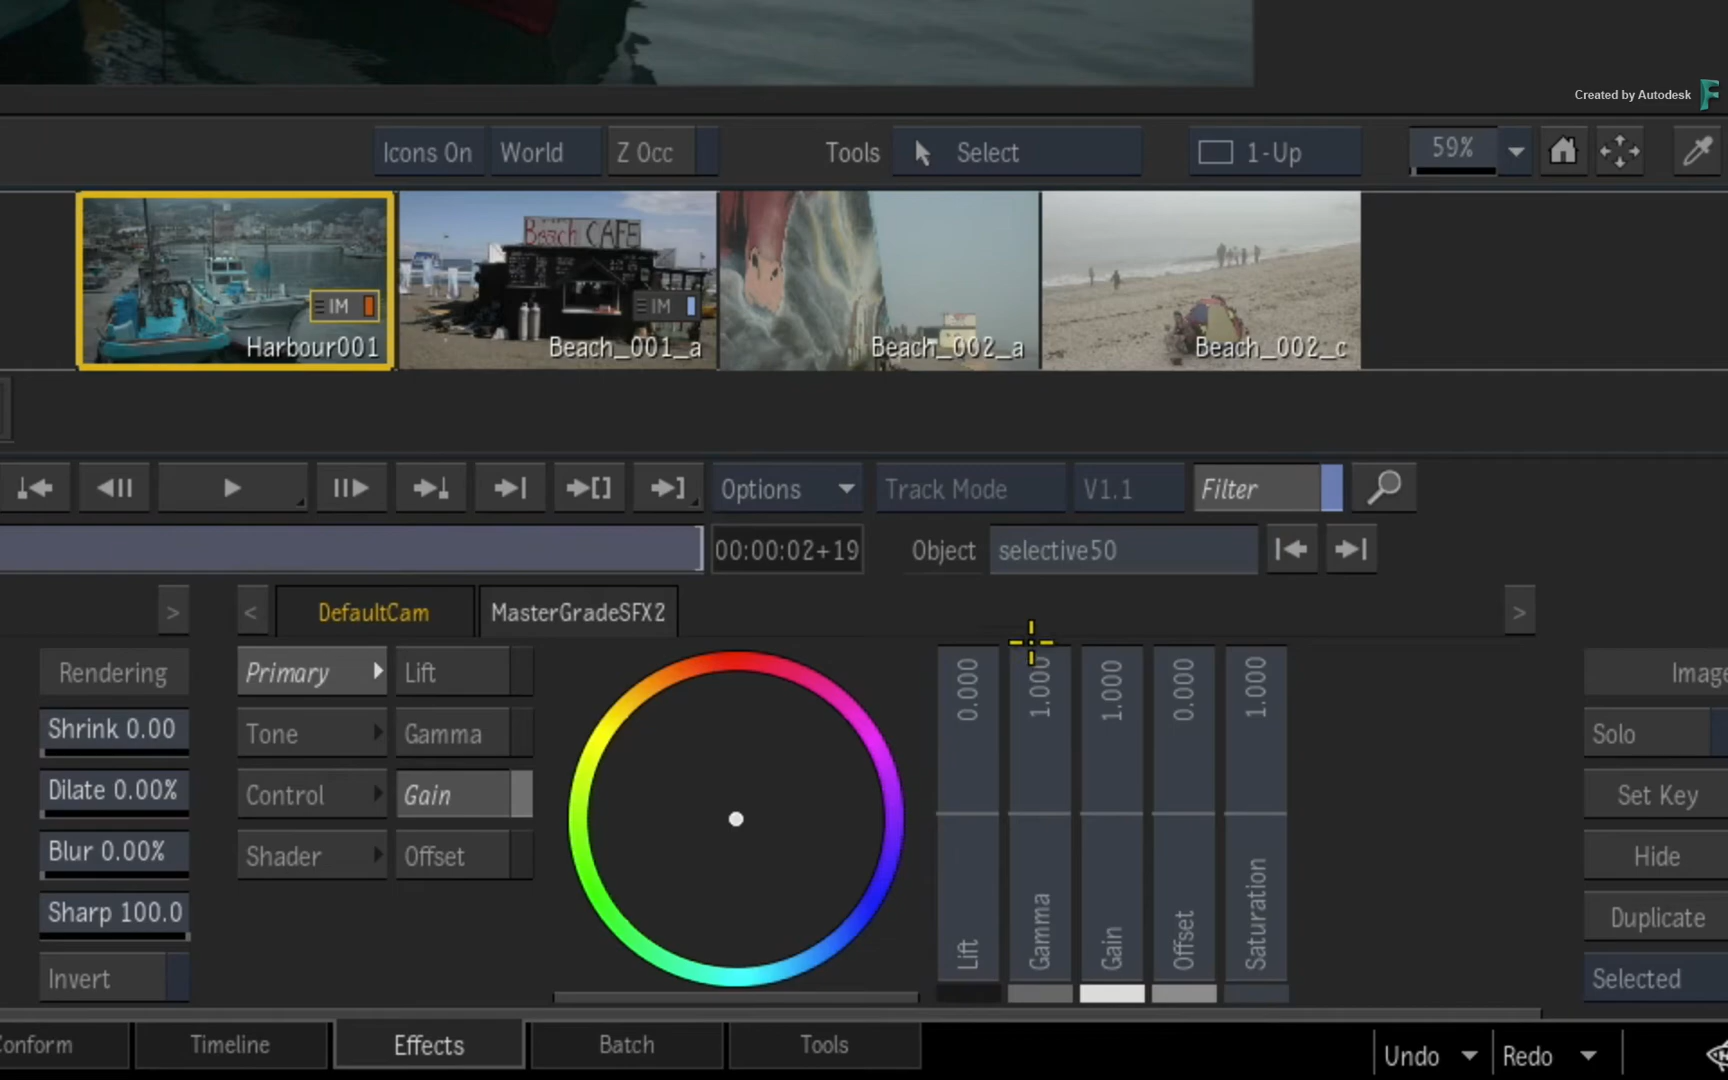 Created by Autodesk
Icons On World Z Occ Tools Select 1-Up 59%
Beach CAFE
IM
IM
Harbour001 Beach_001_a Beach_002_a Beach_002_c
Options Track Mode V1.1 Filter
00:00:02+19 Object selective50
> < DefaultCam MasterGradeSFX2 >
Rendering Primary Lift 0.000 1.000 1.000 0.000 1.000 Image
Shrink 0.00 Tone Gamma Solo
Dilate 0.00% Control Gain Set Key
Blur 0.00% Shader Offset Hide
Sharp 100.0 Lift Gamma Gain Offset Saturation Duplicate
Invert Selected
Conform Timeline Effects Batch Tools Undo Redo